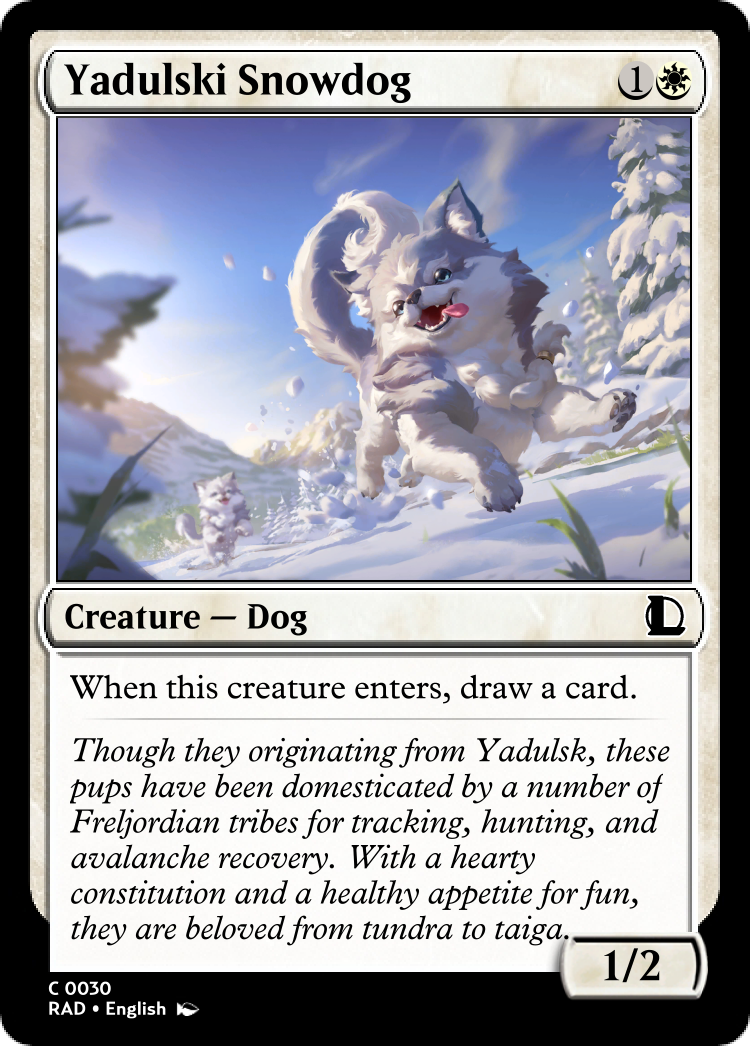 Yadulski Snowdog 1
Creature — Dog
When this creature enters, draw a card.
Though they originating from Yadulsk, these
pups have been domesticated by a number of
Freljordian tribes for tracking, hunting, and
avalanche recovery. With a hearty
constitution and a healthy appetite for fun,
they are beloved from tundra to taiga.
1/2
C 0030
RAD • English